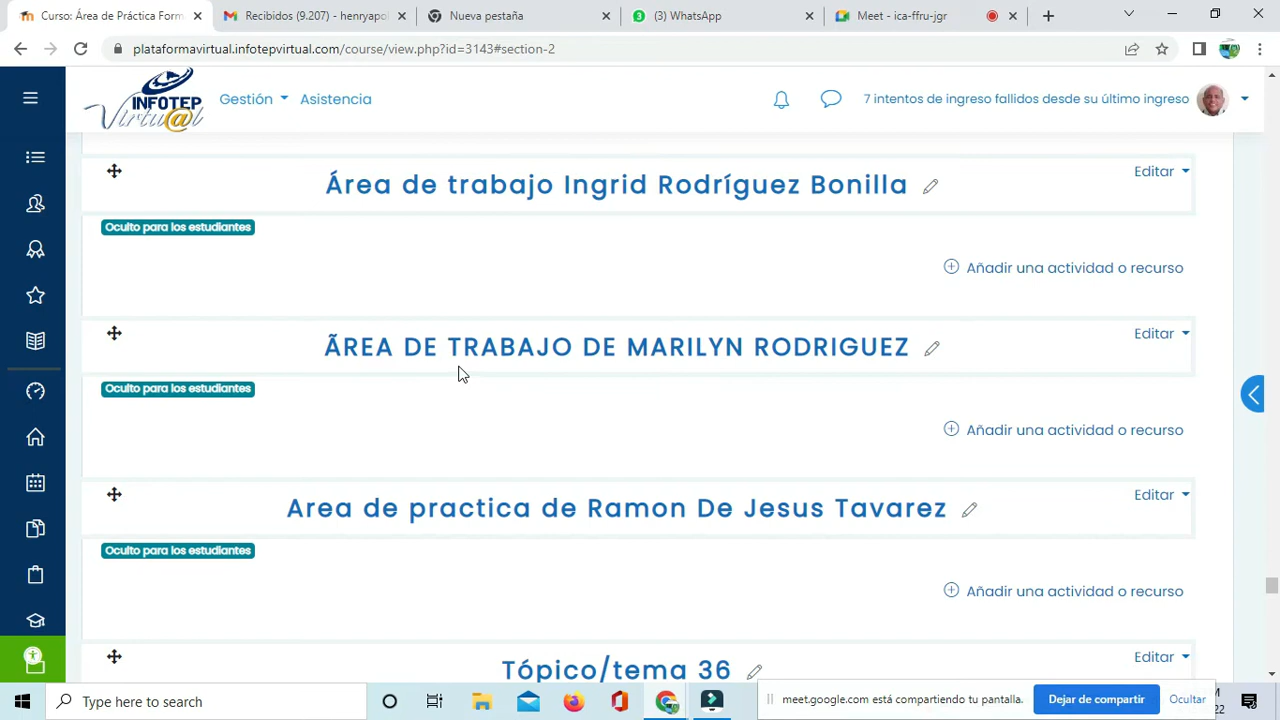 Curso: Área de Práctica Form
Recibidos (9.207) - henryapol
Nueva pestaña
(3) WhatsApp
Meet - ica-ffru-jgr
plataformavirtual.infotepvirtual.com/course/view.php?id=3143#section-2
INFOTEP
Virtu@l
Gestión
Asistencia
7 intentos de ingreso fallidos desde su último ingreso
Área de trabajo Ingrid Rodríguez Bonilla
Editar
Oculto para los estudiantes
Añadir una actividad o recurso
ÃREA DE TRABAJO DE MARILYN RODRIGUEZ
Editar
Oculto para los estudiantes
Añadir una actividad o recurso
Area de practica de Ramon De Jesus Tavarez
Editar
Oculto para los estudiantes
Añadir una actividad o recurso
Tópico/tema 36
Editar
Type here to search
meet.google.com está compartiendo tu pantalla.
Dejar de compartir
Ocultar